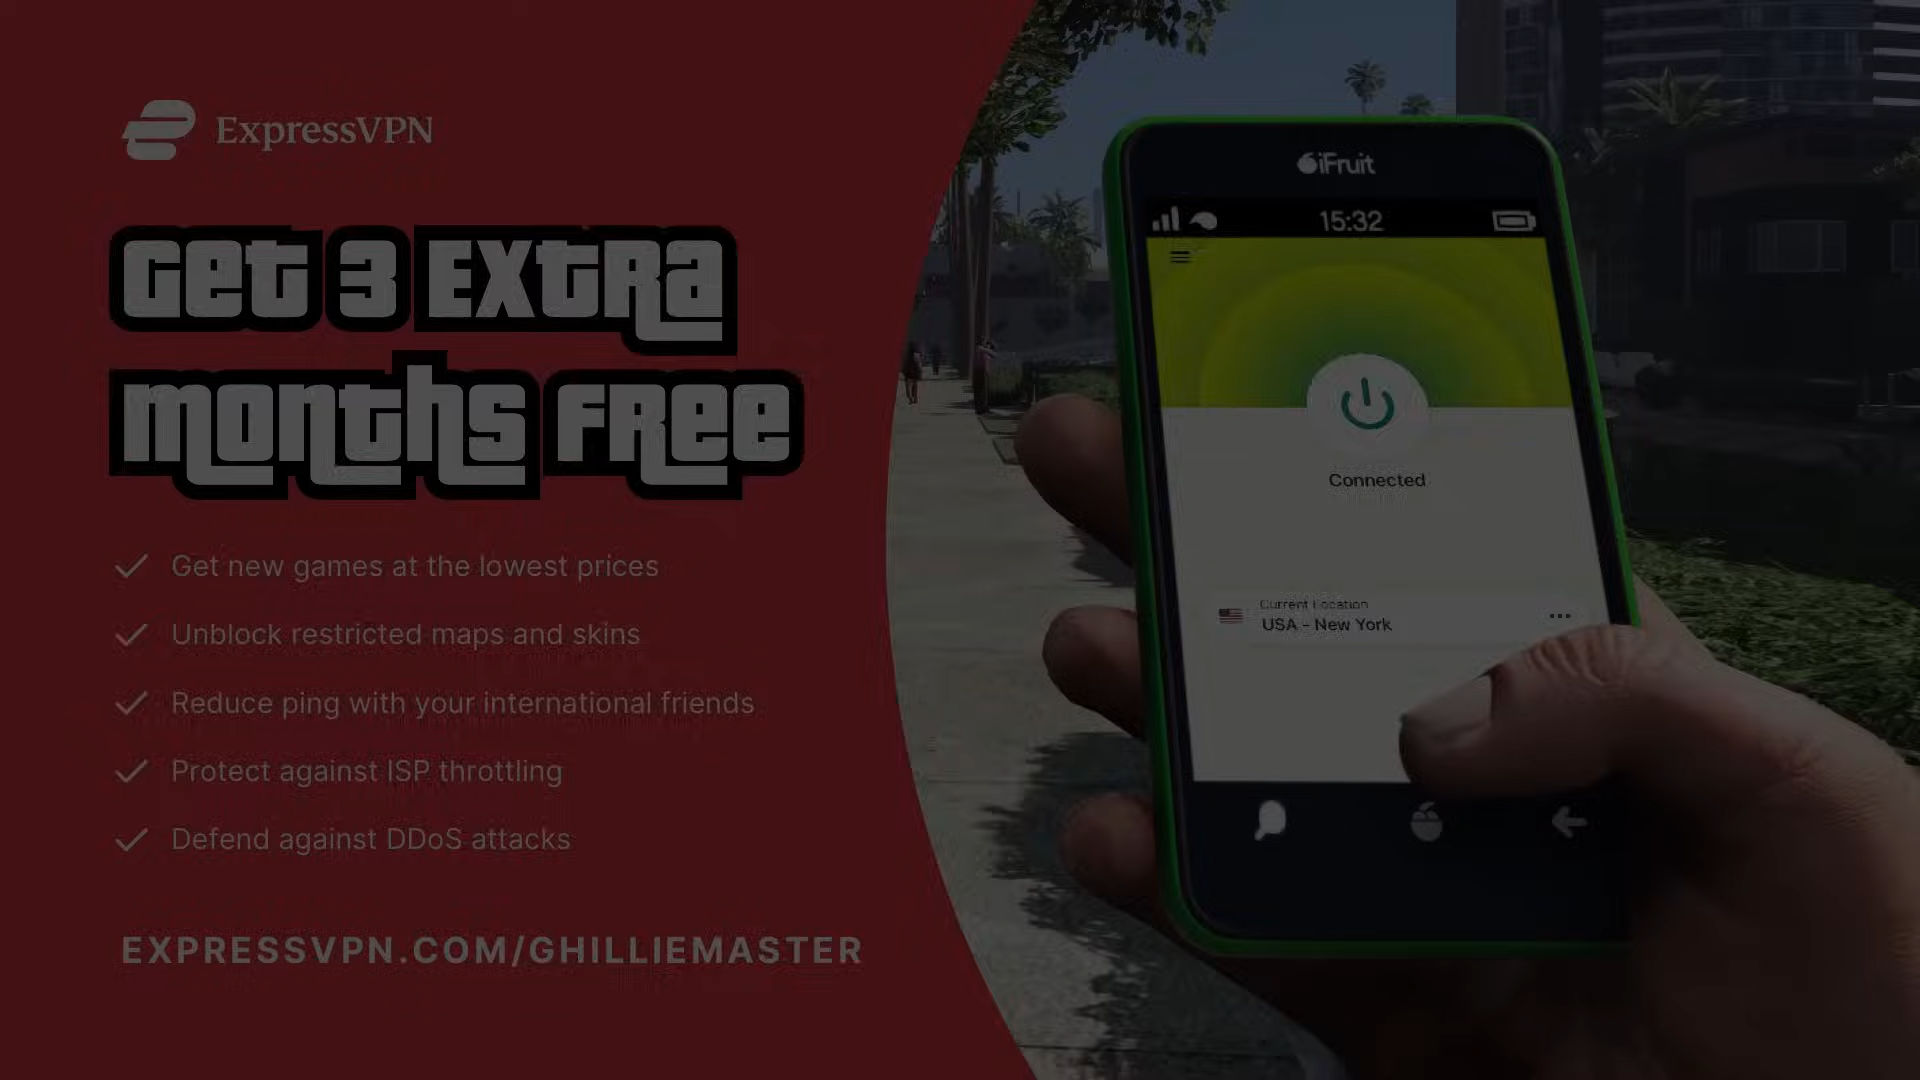 ExpressVPN
Get 3 Extra
months Free
Get new games at the lowest prices
Unblock restricted maps and skins
Reduce ping with your international friends
Protect against ISP throttling
Defend against DDoS attacks
EXPRESSVPN.COM/GHILLIEMASTER
iFruit
15:32
Connected
Current Location
USA - New York